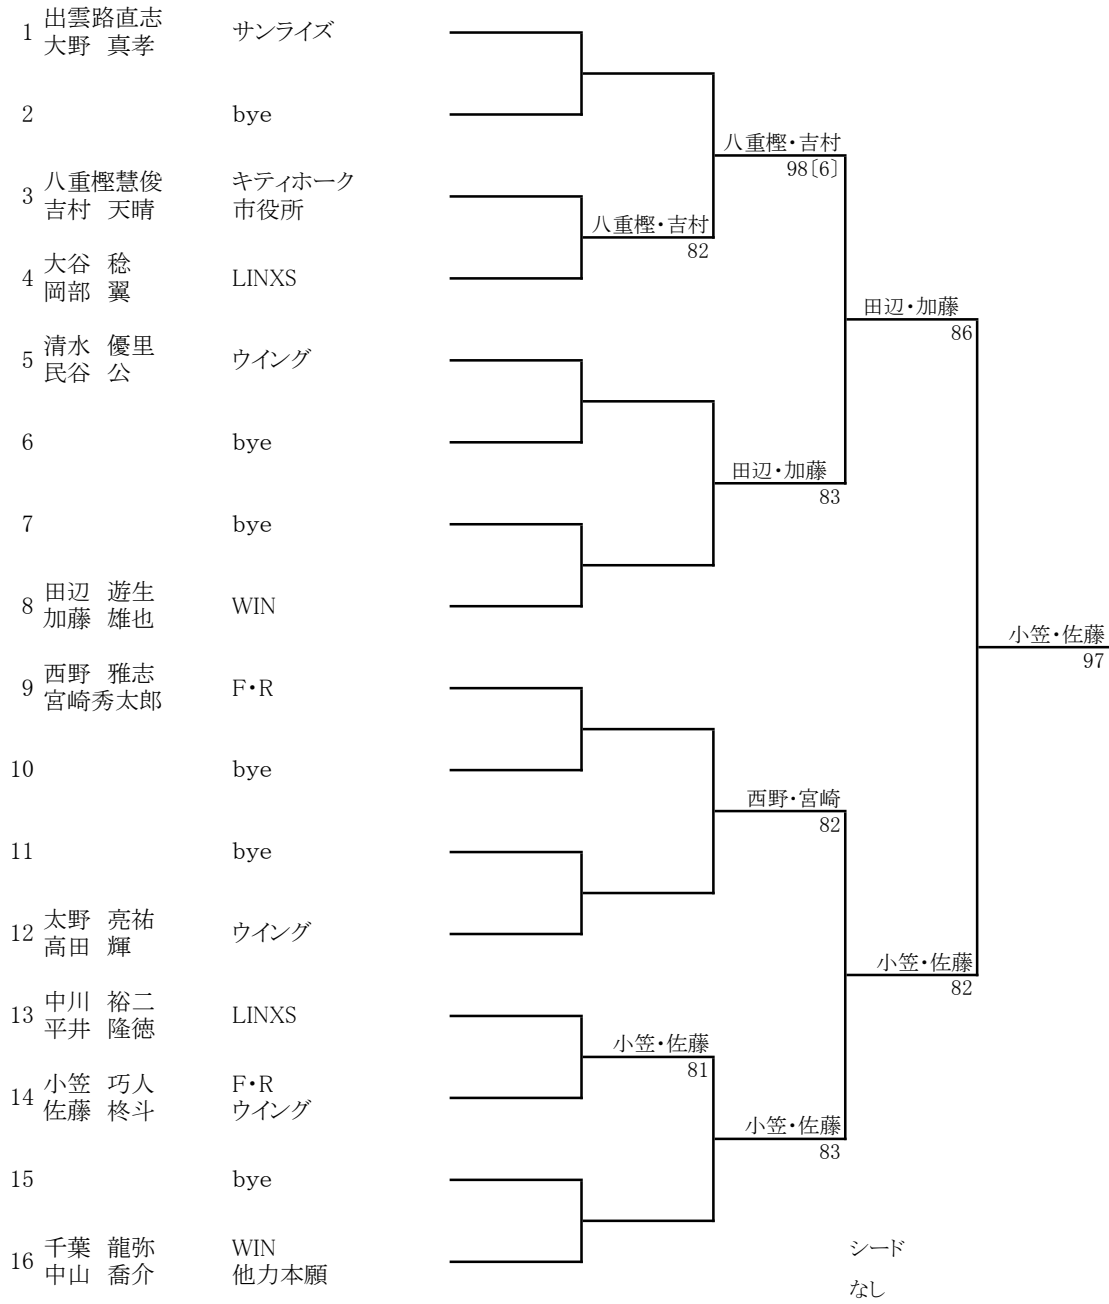 1 出雲路直志 サンライズ
大野 真孝
2 bye
八重樫・吉村
98〔6〕
3 八重樫慧俊 キティホーク
吉村 天晴 市役所
八重樫・吉村
82
4 大谷 稔 LINXS
岡部 翼
田辺・加藤
86
5 清水 優里 ウイング
民谷 公
6 bye
田辺・加藤
83
7 bye
8 田辺 遊生 WIN
加藤 雄也
小笠・佐藤
97
9 西野 雅志 F・R
宮崎秀太郎
10 bye
西野・宮崎
82
11 bye
12 太野 亮祐 ウイング
高田 輝
小笠・佐藤
82
13 中川 裕二 LINXS
平井 隆徳
小笠・佐藤
81
14 小笠 巧人 F・R
佐藤 柊斗 ウイング
小笠・佐藤
83
15 bye
16 千葉 龍弥 WIN
中山 喬介 他力本願
シード
なし